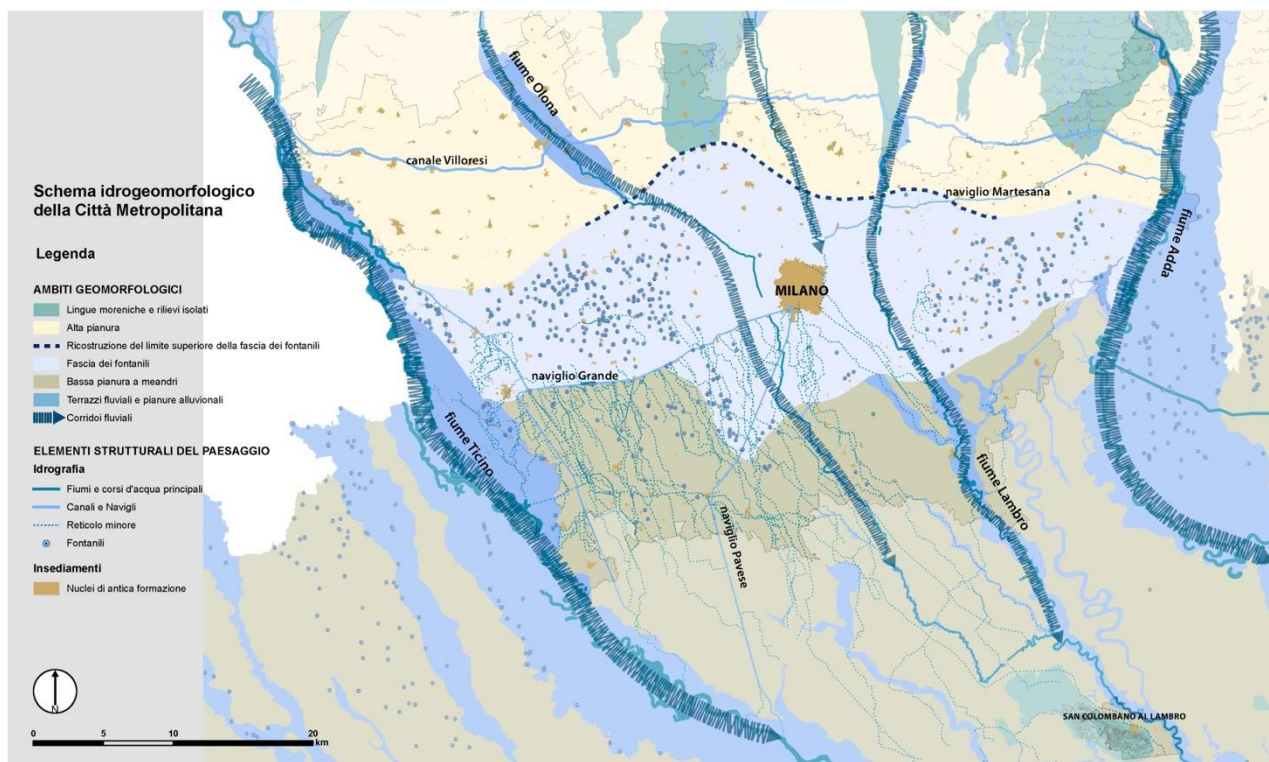 Schema idrogeomorfologico
della Città Metropolitana
Legenda
AMBITI GEOMORFOLOGICI
Lingue moreniche e rilievi isolati
Alta pianura
Ricostruzione del limite superiore della fascia dei fontanili
Fascia dei fontanili
Bassa pianura a meandri
Terrazzi fluviali e pianure alluvionali
Corridoi fluviali
ELEMENTI STRUTTURALI DEL PAESAGGIO
Idrografia
Fiumi e corsi d'acqua principali
Canali e Navigli
Reticolo minore
Fontanili
Insediamenti
Nuclei di antica formazione
N
0 5 10 20
km
fiume Olona
canale Villoresi
naviglio Martesana
fiume Adda
MILANO
naviglio Grande
fiume Ticino
naviglio Pavese
fiume Lambro
SAN COLOMBANO AL LAMBRO